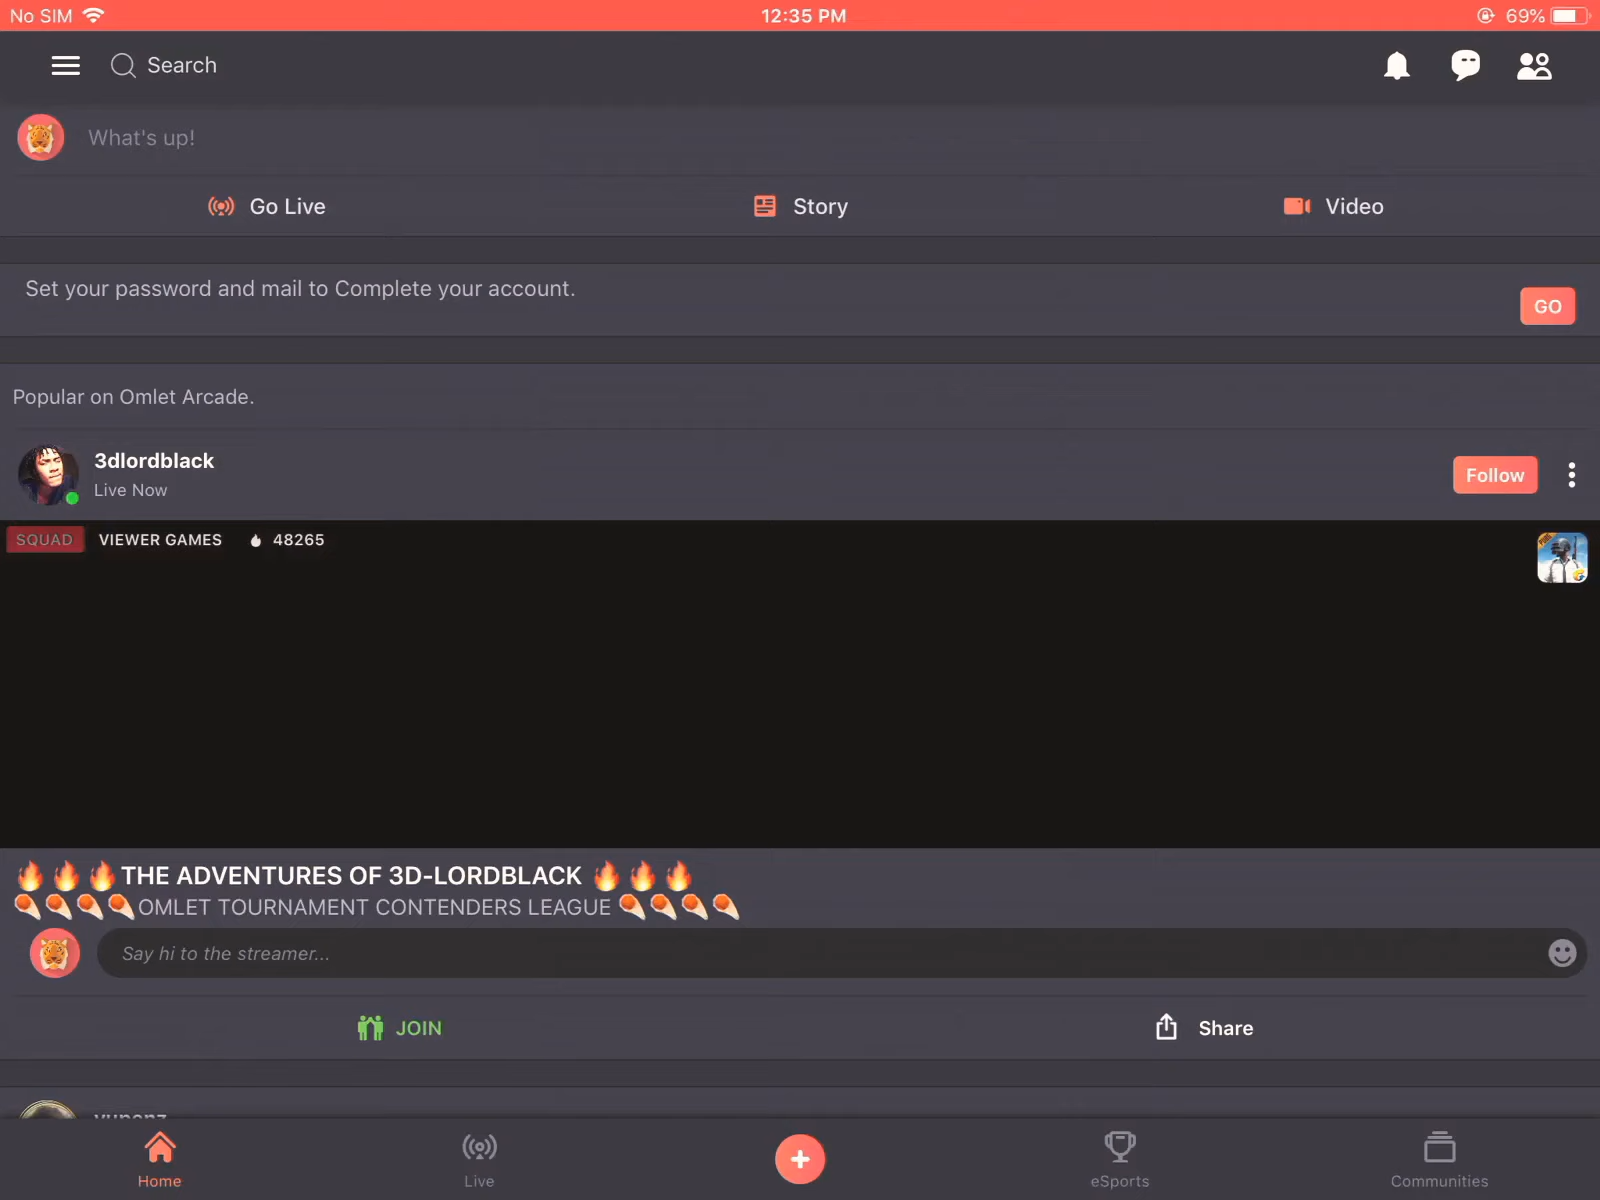 No SIM
12:35 PM
69%
Search
What's up!
Go Live
Story
Video
Set your password and mail to Complete your account.
GO
Popular on Omlet Arcade.
3dlordblack
Live Now
Follow
SQUAD VIEWER GAMES 48265
🔥🔥🔥THE ADVENTURES OF 3D-LORDBLACK 🔥🔥🔥
OMLET TOURNAMENT CONTENDERS LEAGUE
Say hi to the streamer...
JOIN
Share
Home
Live
eSports
Communities